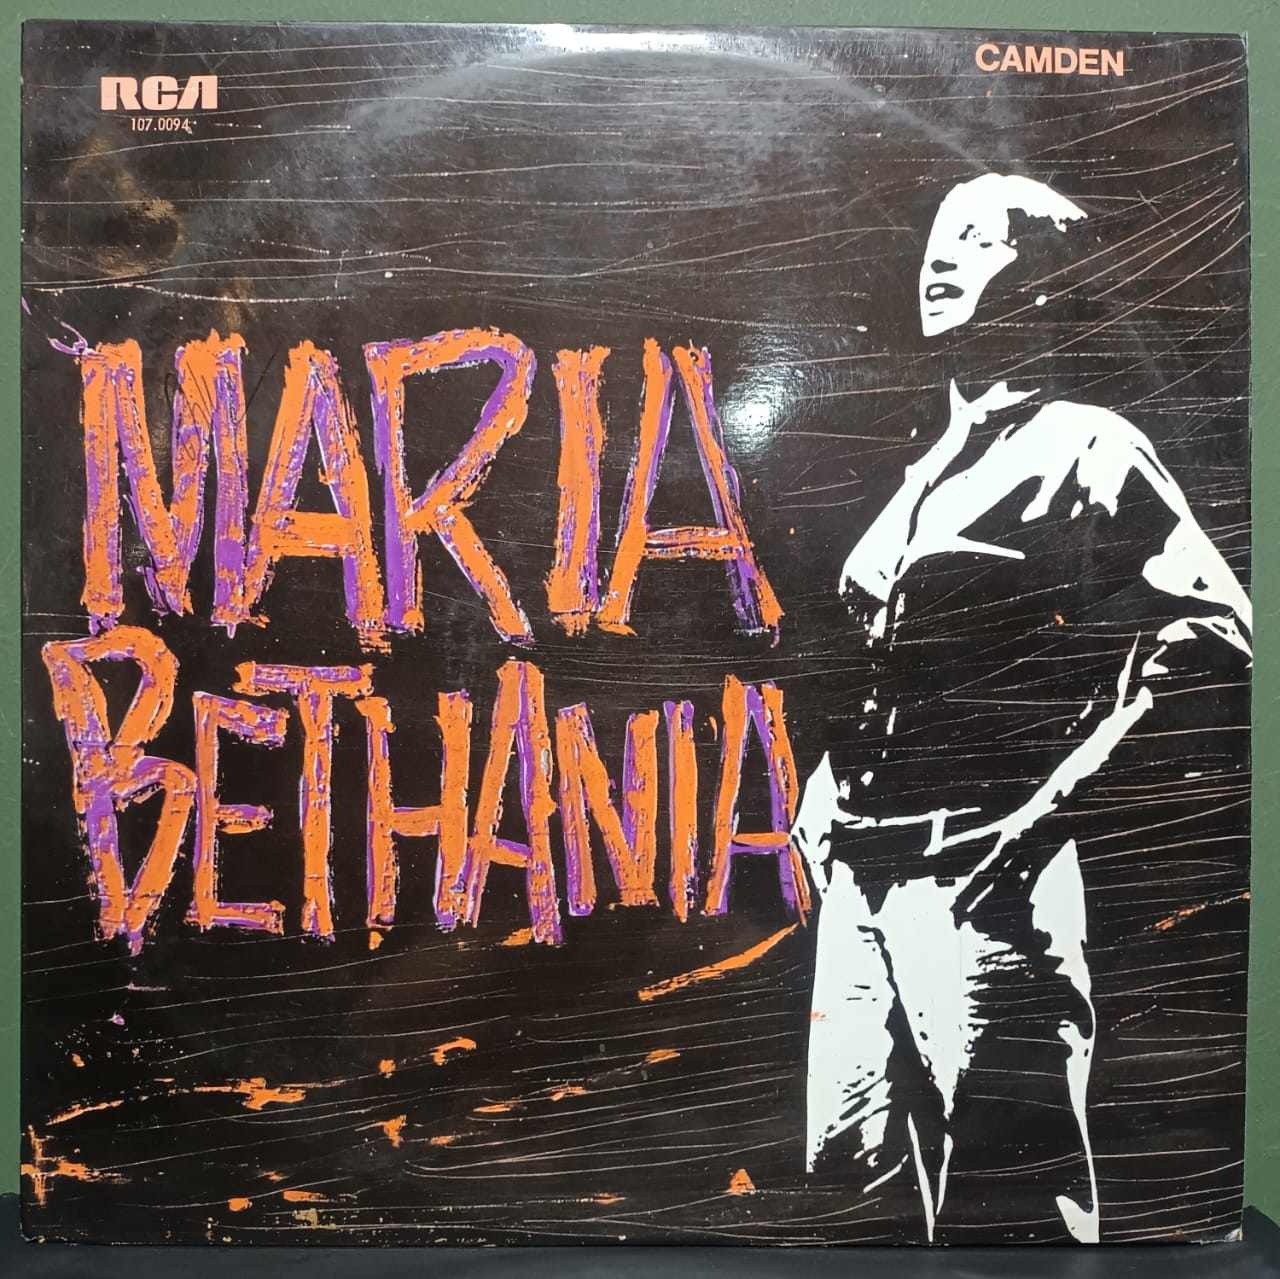 RCA
CAMDEN
107.0094
MARIA
BETHANIA